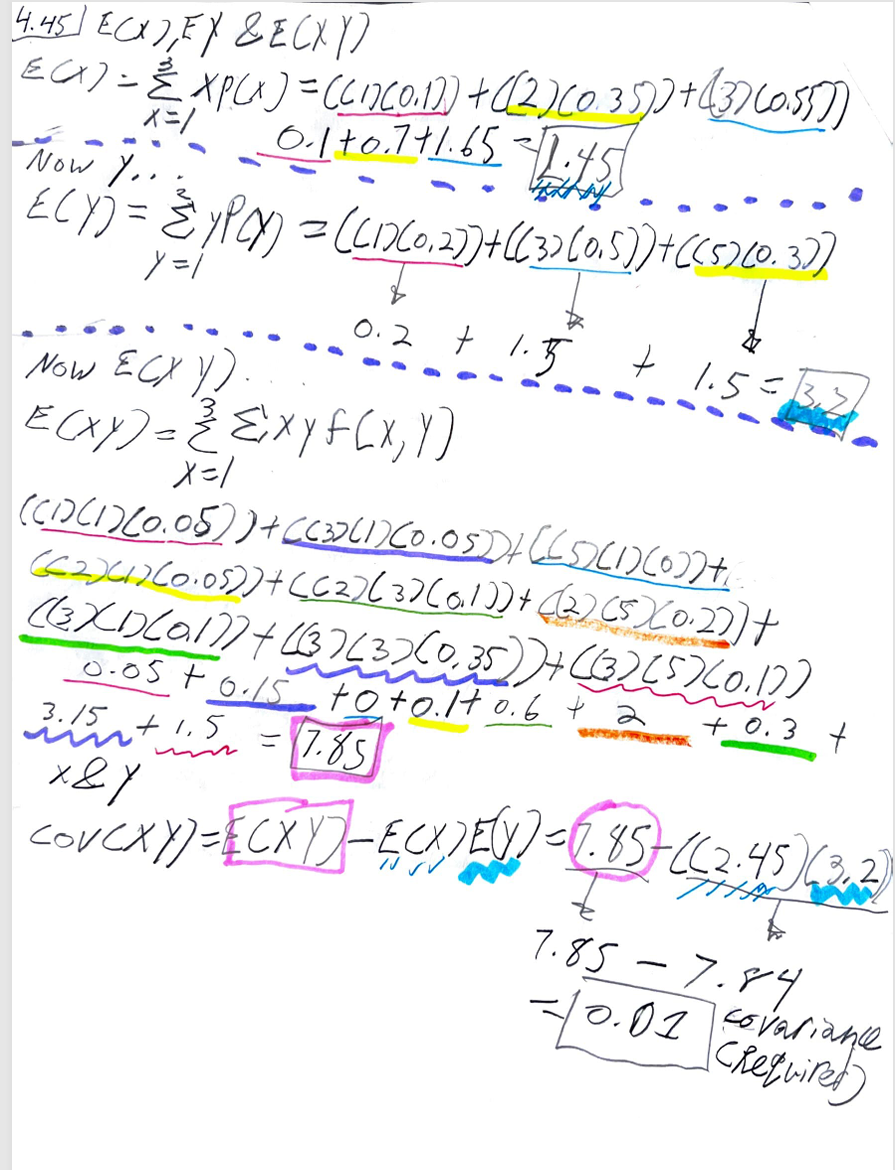 4.45) E(X), EY & E(XY)
E(X) = 3 Σ x=1 XP(X) = ((1)(0.1)) + ((2)(0.35)) + ((3)(0.55))
0.1 + 0.7 + 1.65 = 2.45
Now Y...
E(Y) = 3 Σ y=1 yP(Y) = ((1)(0.2)) + ((3)(0.5)) + ((5)(0.3))
0.2 + 1.5 + 1.5 = 3.2
Now E(XY)...
E(XY) = 3 Σ x=1 Σ x y f(x, y)
((1)(1)(0.05)) + ((3)(1)(0.05)) + ((5)(1)(0)) +
((2)(1)(0.05)) + ((2)(3)(0.1)) + ((2)(5)(0.2)) +
((3)(1)(0.1)) + ((3)(3)(0.35)) + ((3)(5)(0.1))
0.05 + 0.15 + 0 + 0.1 + 0.6 + 2 + 0.3 +
3.15 + 1.5 = 7.85
x & y
cov(XY) = E(XY) - E(X)E(Y) = 7.85 - ((2.45)(3.2)
7.85 - 7.84
= 0.01 covariance
(Required)